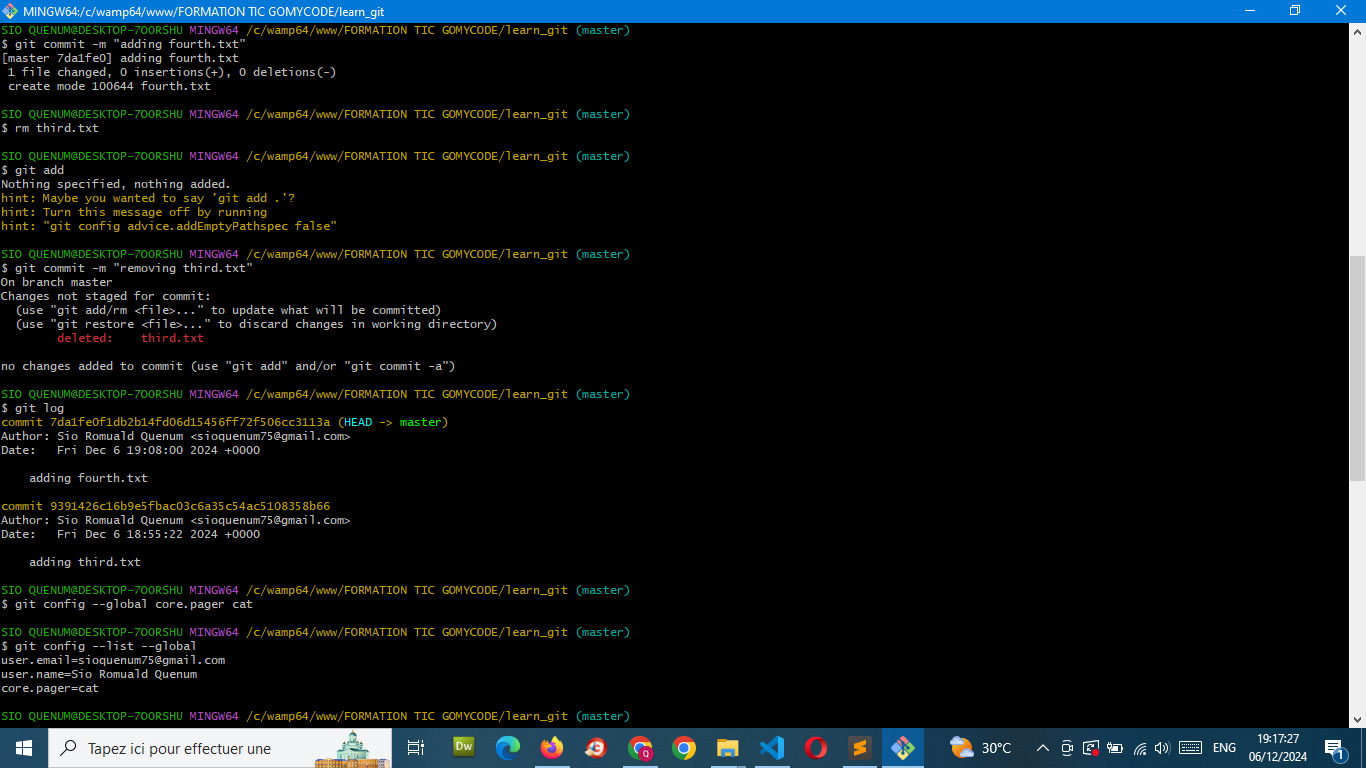 MINGW64:/c/wamp64/www/FORMATION TIC GOMYCODE/learn_git
SIO QUENUM@DESKTOP-7OORSHU MINGW64 /c/wamp64/www/FORMATION TIC GOMYCODE/learn_git (master)
$ git commit -m "adding fourth.txt"
[master 7da1fe0] adding fourth.txt
 1 file changed, 0 insertions(+), 0 deletions(-)
 create mode 100644 fourth.txt

SIO QUENUM@DESKTOP-7OORSHU MINGW64 /c/wamp64/www/FORMATION TIC GOMYCODE/learn_git (master)
$ rm third.txt

SIO QUENUM@DESKTOP-7OORSHU MINGW64 /c/wamp64/www/FORMATION TIC GOMYCODE/learn_git (master)
$ git add
Nothing specified, nothing added.
hint: Maybe you wanted to say 'git add .'?
hint: Turn this message off by running
hint: "git config advice.addEmptyPathspec false"

SIO QUENUM@DESKTOP-7OORSHU MINGW64 /c/wamp64/www/FORMATION TIC GOMYCODE/learn_git (master)
$ git commit -m "removing third.txt"
On branch master
Changes not staged for commit:
  (use "git add/rm <file>..." to update what will be committed)
  (use "git restore <file>..." to discard changes in working directory)
        deleted:    third.txt

no changes added to commit (use "git add" and/or "git commit -a")

SIO QUENUM@DESKTOP-7OORSHU MINGW64 /c/wamp64/www/FORMATION TIC GOMYCODE/learn_git (master)
$ git log
commit 7da1fe0f1db2b14fd06d15456ff72f506cc3113a (HEAD -> master)
Author: Sio Romuald Quenum <sioquenum75@gmail.com>
Date:   Fri Dec 6 19:08:00 2024 +0000

    adding fourth.txt

commit 9391426c16b9e5fbac03c6a35c54ac5108358b66
Author: Sio Romuald Quenum <sioquenum75@gmail.com>
Date:   Fri Dec 6 18:55:22 2024 +0000

    adding third.txt

SIO QUENUM@DESKTOP-7OORSHU MINGW64 /c/wamp64/www/FORMATION TIC GOMYCODE/learn_git (master)
$ git config --global core.pager cat

SIO QUENUM@DESKTOP-7OORSHU MINGW64 /c/wamp64/www/FORMATION TIC GOMYCODE/learn_git (master)
$ git config --list --global
user.email=sioquenum75@gmail.com
user.name=Sio Romuald Quenum
core.pager=cat

SIO QUENUM@DESKTOP-7OORSHU MINGW64 /c/wamp64/www/FORMATION TIC GOMYCODE/learn_git (master)
Tapez ici pour effectuer une
Dw
Q
30°C
ENG
19:17:27
06/12/2024
1